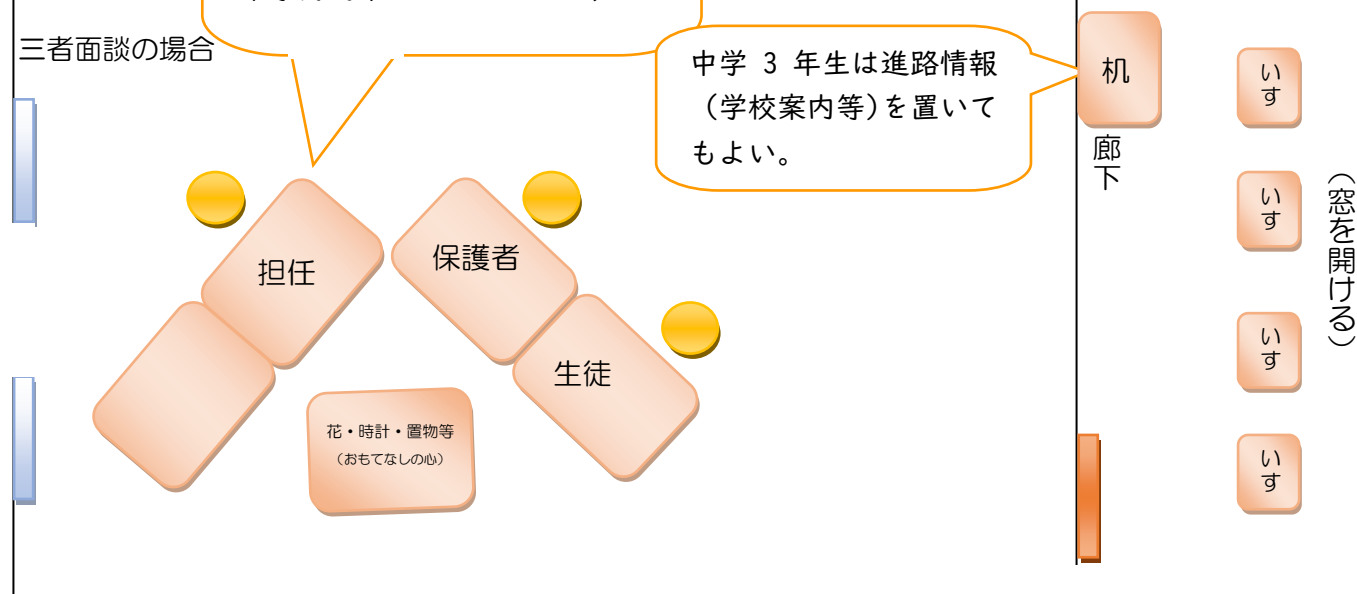 三者面談の場合
中学 3 年生は進路情報
（学校案内等）を置いて
もよい。
机
廊下
いす
いす
いす
いす
（窓を開ける）
担任
保護者
生徒
花・時計・置物等
（おもてなしの心）